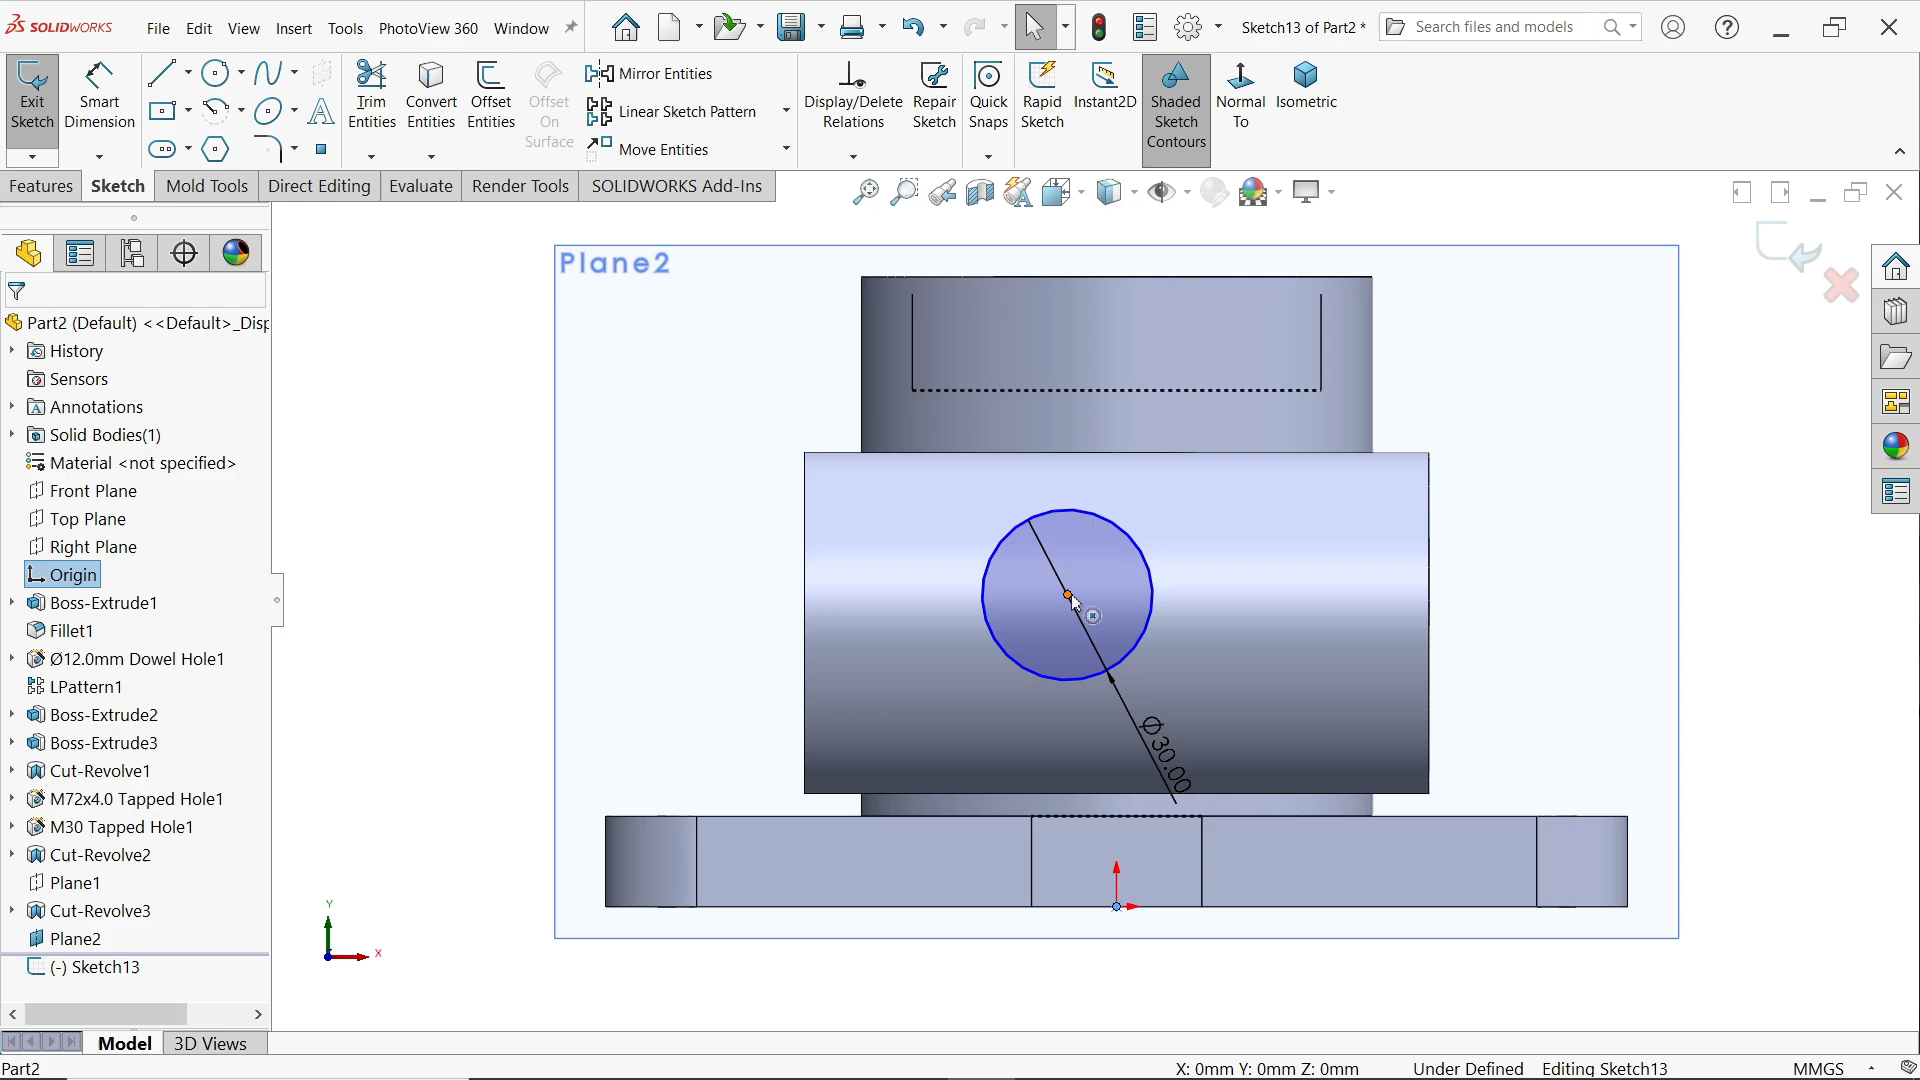 SOLIDWORKS File Edit View Insert Tools PhotoView 360 Window Sketch13 of Part2 * Search files and models
Exit Sketch
Smart Dimension
Trim Entities
Convert Entities
Offset Entities
Offset On Surface
Mirror Entities
Linear Sketch Pattern
Move Entities
Display/Delete Relations
Repair Sketch
Quick Snaps
Rapid Sketch
Instant2D
Shaded Sketch Contours
Normal To
Isometric
Features Sketch Mold Tools Direct Editing Evaluate Render Tools SOLIDWORKS Add-Ins
Part2 (Default) <<Default>_Disp
History
Sensors
Annotations
Solid Bodies(1)
Material <not specified>
Front Plane
Top Plane
Right Plane
Origin
Boss-Extrude1
Fillet1
Ø12.0mm Dowel Hole1
LPattern1
Boss-Extrude2
Boss-Extrude3
Cut-Revolve1
M72x4.0 Tapped Hole1
M30 Tapped Hole1
Cut-Revolve2
Plane1
Cut-Revolve3
Plane2
(-) Sketch13
Plane2
Ø30.00
Y
X
Model 3D Views
Part2 X: 0mm Y: 0mm Z: 0mm Under Defined Editing Sketch13 MMGS